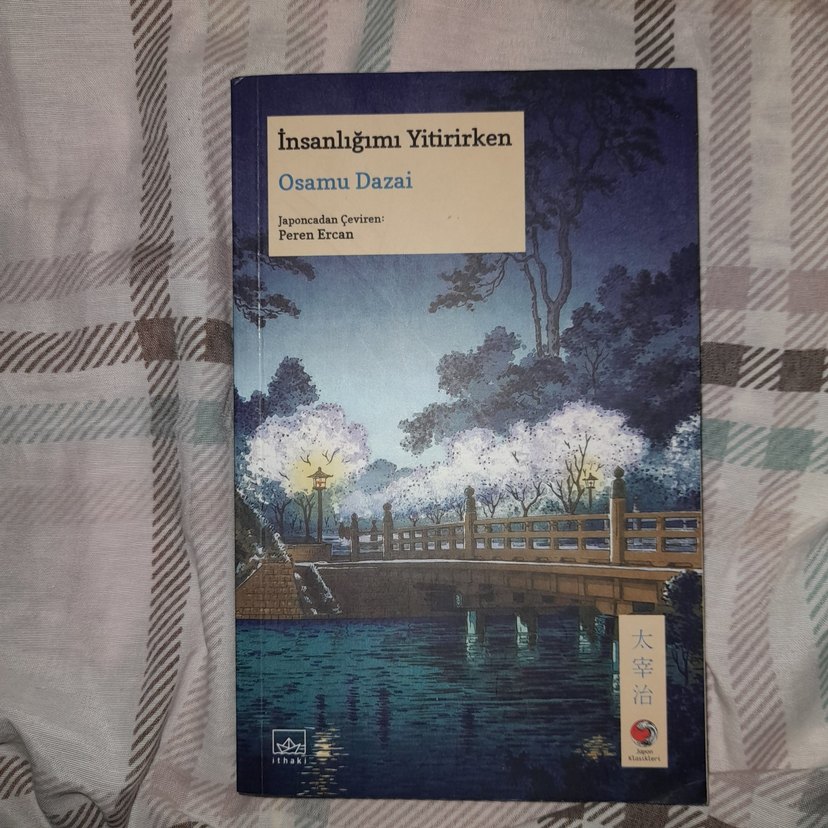 İnsanlığımı Yitirirken
Osamu Dazai
Japoncadan Çeviren:
Peren Ercan
太
宰
治
Japon
Klasikleri
ithaki